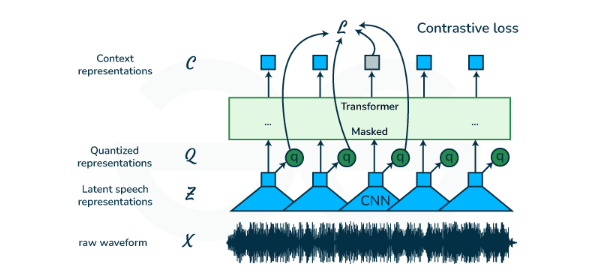 ℒ
Contrastive loss
Context
representations
C
Transformer
...
...
Masked
Quantized
representations
Q
q q q q q
Latent speech
representations
Z
CNN
raw waveform
X